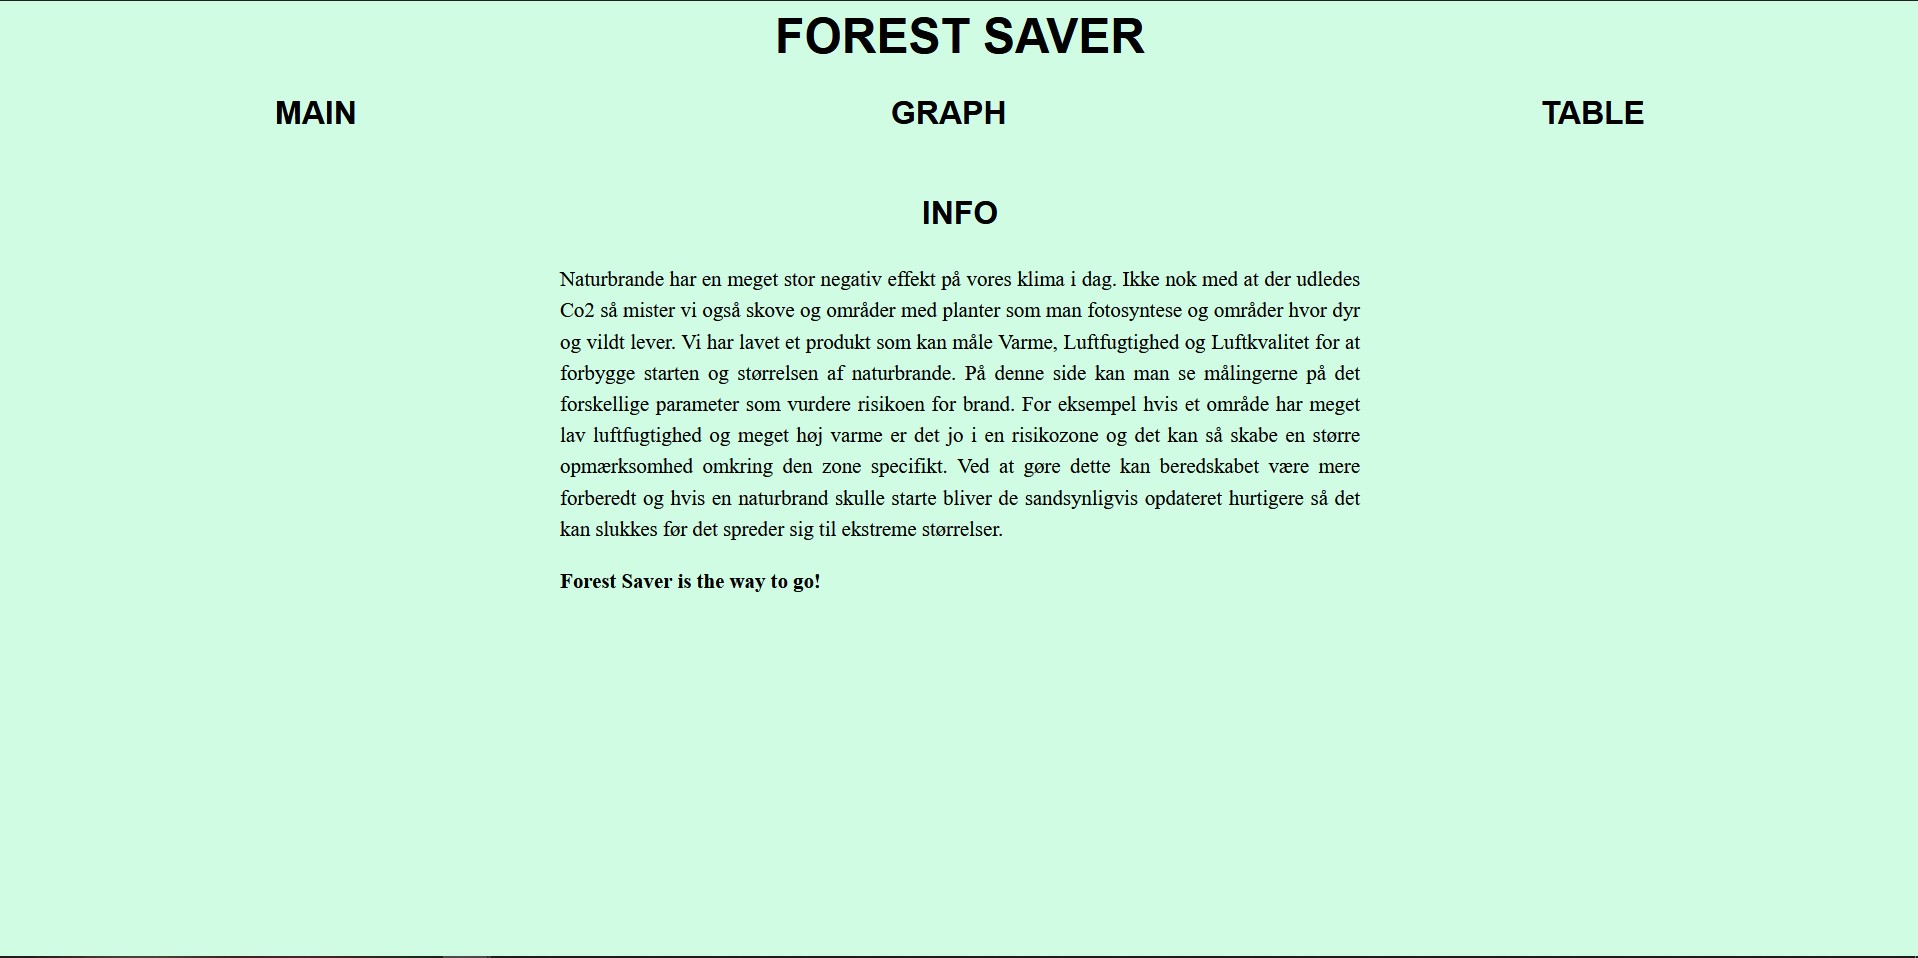 FOREST SAVER
MAIN GRAPH TABLE
INFO
Naturbrande har en meget stor negativ effekt på vores klima i dag. Ikke nok med at der udledes
Co2 så mister vi også skove og områder med planter som man fotosyntese og områder hvor dyr
og vildt lever. Vi har lavet et produkt som kan måle Varme, Luftfugtighed og Luftkvalitet for at
forbygge starten og størrelsen af naturbrande. På denne side kan man se målingerne på det
forskellige parameter som vurdere risikoen for brand. For eksempel hvis et område har meget
lav luftfugtighed og meget høj varme er det jo i en risikozone og det kan så skabe en større
opmærksomhed omkring den zone specifikt. Ved at gøre dette kan beredskabet være mere
forberedt og hvis en naturbrand skulle starte bliver de sandsynligvis opdateret hurtigere så det
kan slukkes før det spreder sig til ekstreme størrelser.
Forest Saver is the way to go!